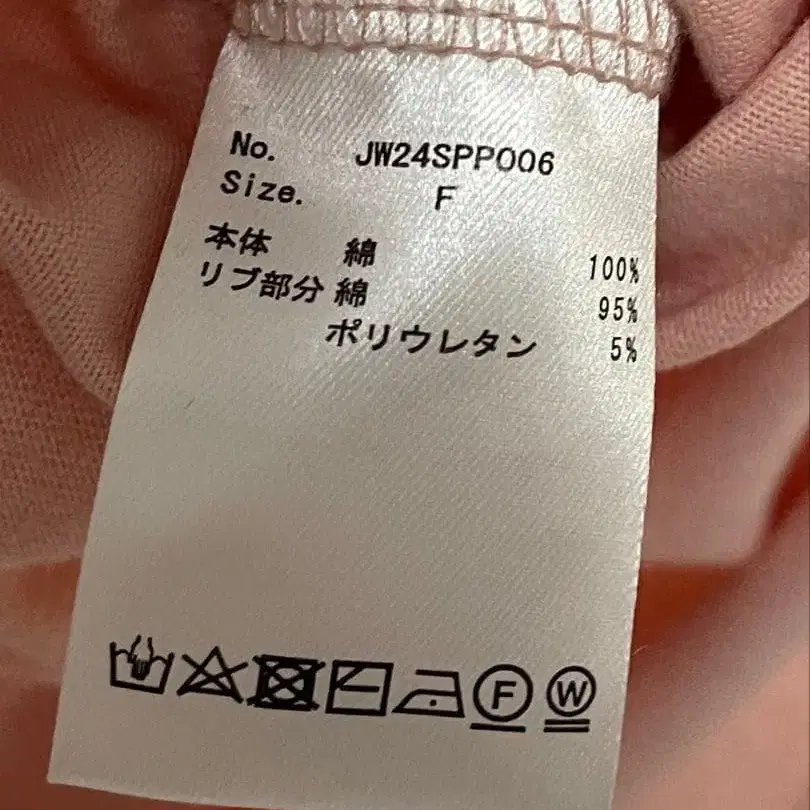 No. JW24SPP006
Size. F
本体 綿 100%
リブ部分 綿 95%
ポリウレタン 5%
F W